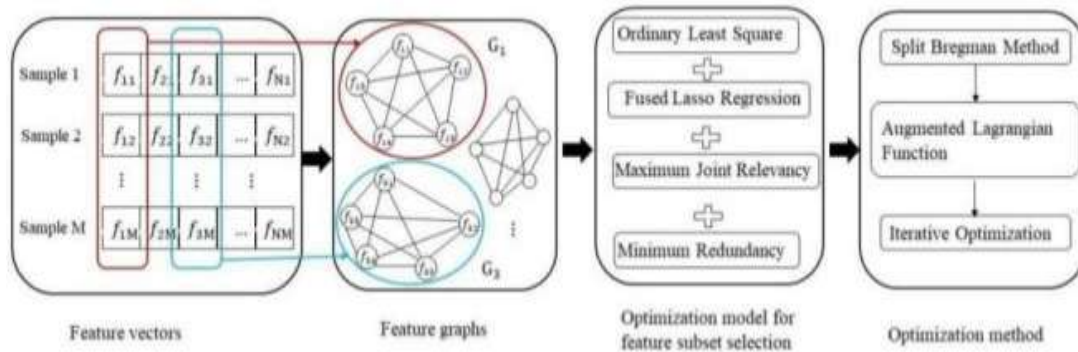 Sample 1
f11 f21 f31 ... fN1
Sample 2
f12 f22 f32 ... fN2
⋮ ⋮ ⋮ ⋮
Sample M
f1M f2M f3M ... fNM
Feature vectors
G1
f11
f12
G3
⋮
Feature graphs
Ordinary Least Square
Fused Lasso Regression
Maximum Joint Relevancy
Minimum Redundancy
Optimization model for
feature subset selection
Split Bregman Method
Augmented Lagrangian
Function
Iterative Optimization
Optimization method